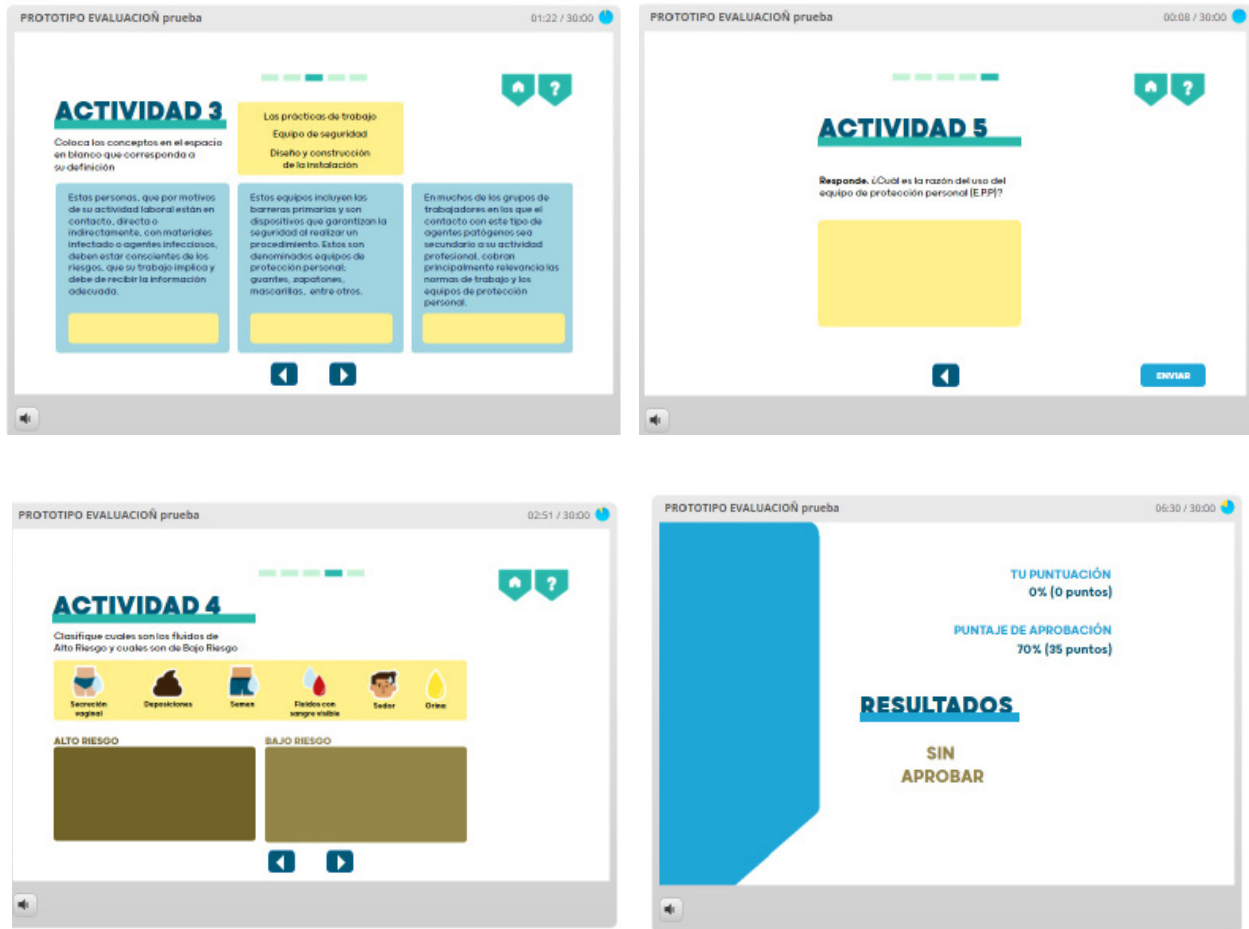 PROTOTIPO EVALUACIOÑ prueba
01:22 / 30:00
?
ACTIVIDAD 3
Coloca los conceptos en el espacio
en blanco que corresponda a
su definición
Las prácticas de trabajo
Equipo de seguridad
Diseño y construcción
de la instalación
Estas personas, que por motivos
de su actividad laboral están en
contacto, directa o
indirectamente, con materiales
infectado o agentes infecciosos,
deben estar conscientes de los
riesgos, que su trabajo implica y
debe de recibir la información
adecuada.
Estos equipos incluyen las
barreras primarias y son
dispositivos que garantizan la
seguridad al realizar un
procedimiento. Estos son
denominados equipos de
protección personal;
guantes, zapatones,
mascarillas, entre otros.
En muchos de los grupos de
trabajadores en los que el
contacto con este tipo de
agentes patógenos sea
secundario a su actividad
profesional, cobran
principalmente relevancia las
normas de trabajo y los
equipos de protección
personal.
PROTOTIPO EVALUACIOÑ prueba
00:08 / 30:00
?
ACTIVIDAD 5
Responde. ¿Cuál es la razón del uso del
equipo de protección personal (E.P.P)?
ENVIAR
PROTOTIPO EVALUACIOÑ prueba
02:51 / 30:00
?
ACTIVIDAD 4
Clasifique cuales son los fluidos de
Alto Riesgo y cuales son de Bajo Riesgo
Secreción
vaginal
Deposiciones
Semen
Fluidos con
sangre visible
Sudor
Orina
ALTO RIESGO
BAJO RIESGO
PROTOTIPO EVALUACIOÑ prueba
06:30 / 30:00
TU PUNTUACIÓN
0% (0 puntos)
PUNTAJE DE APROBACIÓN
70% (35 puntos)
RESULTADOS
SIN
APROBAR